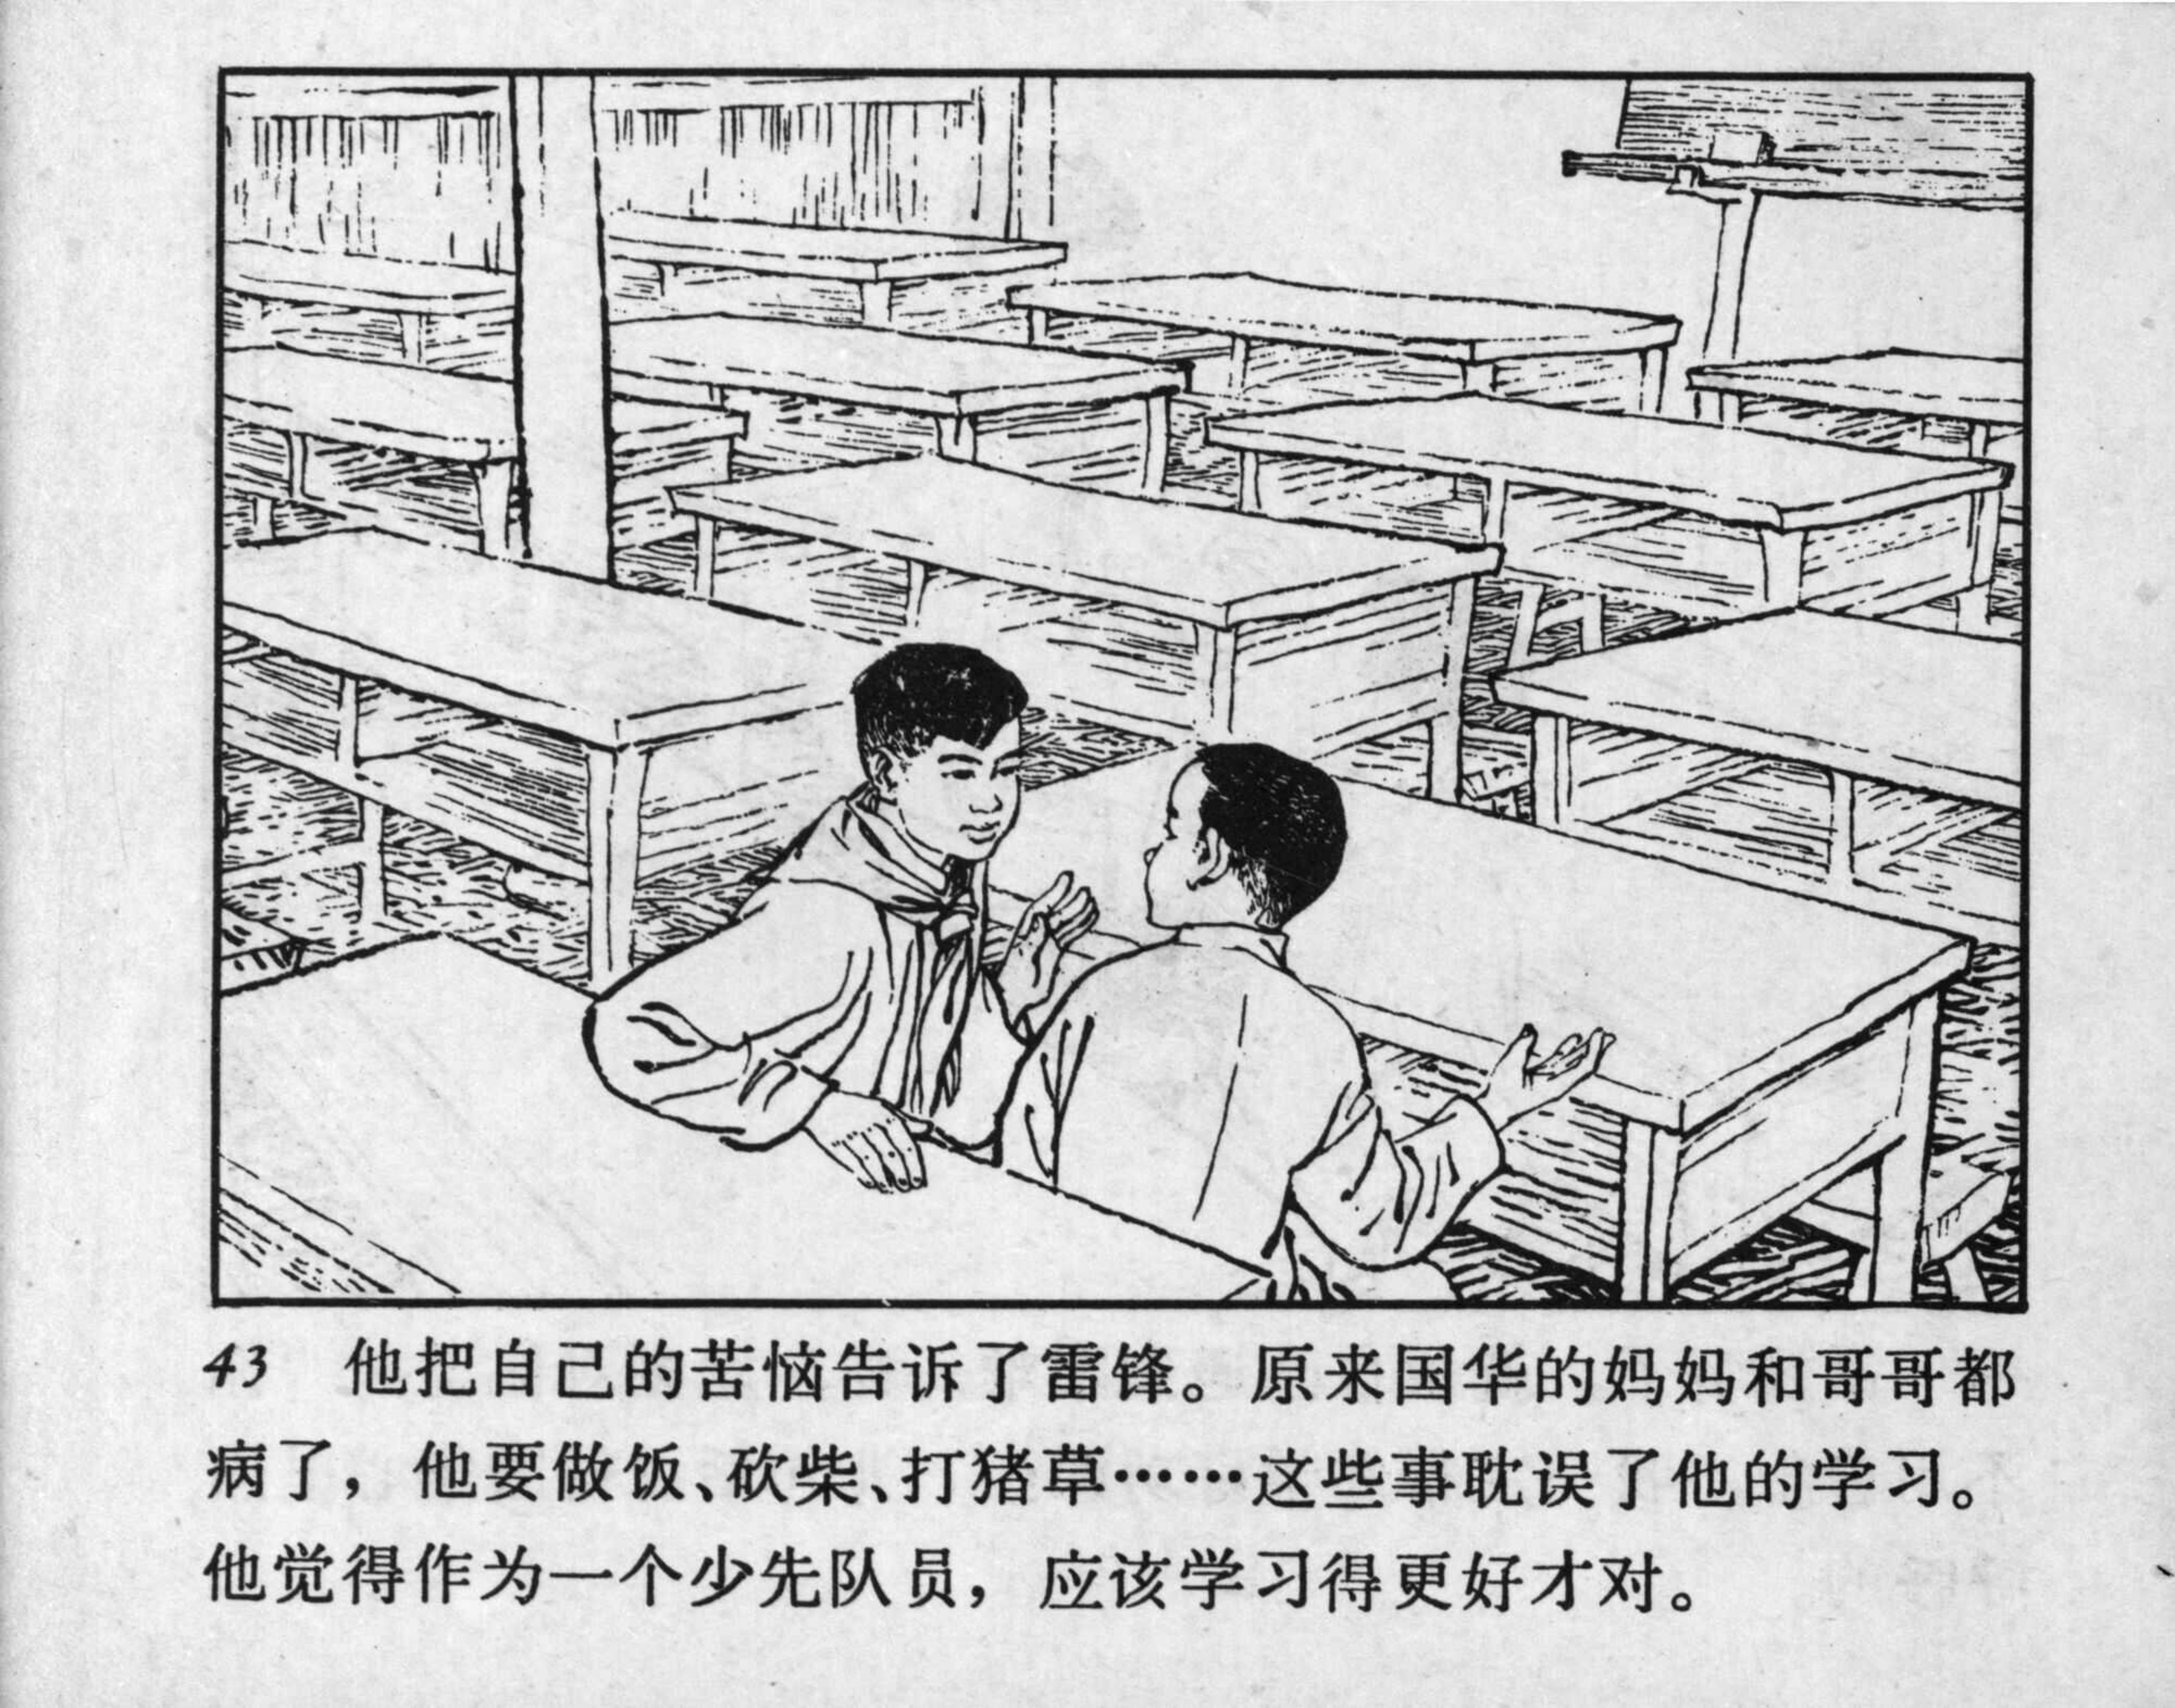 43 他把自己的苦恼告诉了雷锋。原来国华的妈妈和哥哥都
病了，他要做饭、砍柴、打猪草……这些事耽误了他的学习。
他觉得作为一个少先队员，应该学习得更好才对。